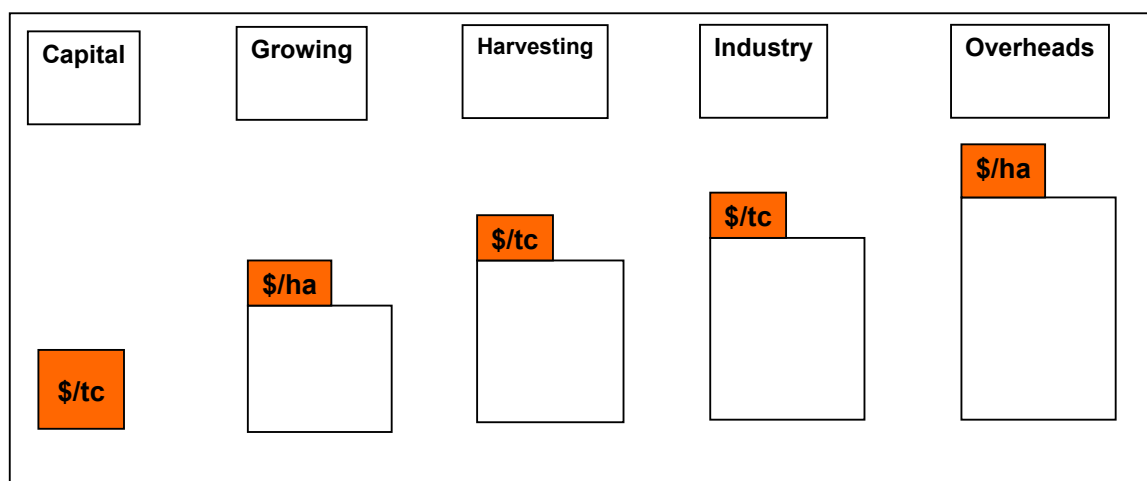 Capital
Growing
Harvesting
Industry
Overheads
$/ha
$/tc
$/tc
$/ha
$/tc